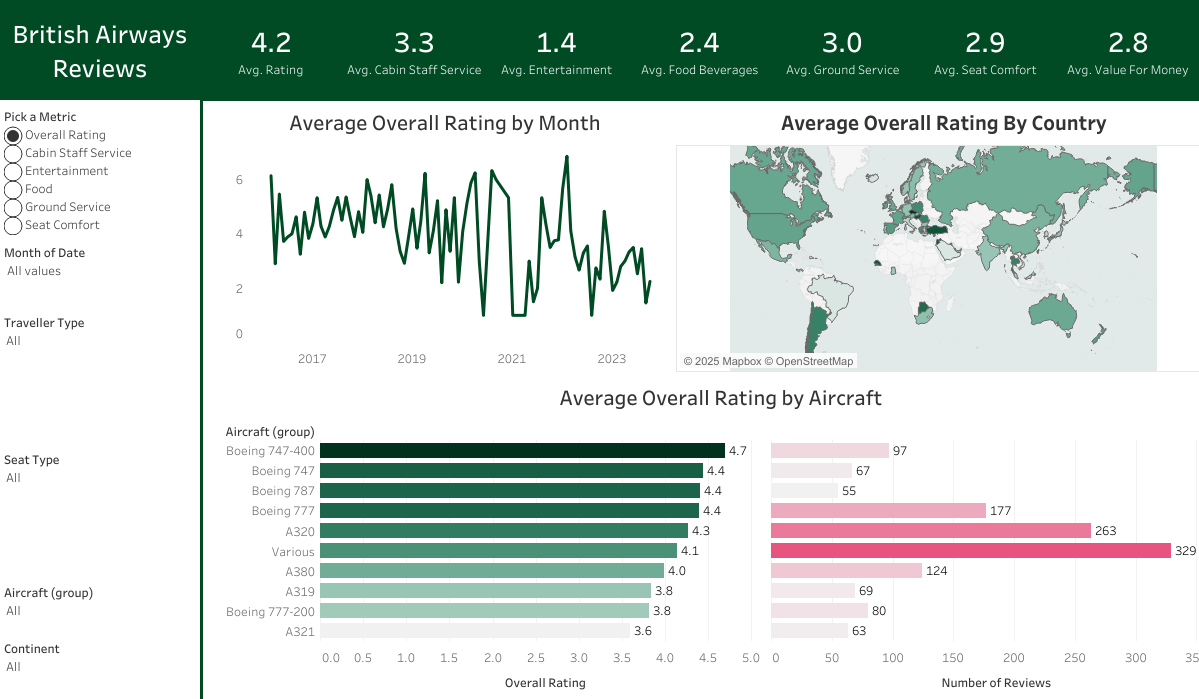 British Airways
Reviews
4.2
Avg. Rating
3.3
Avg. Cabin Staff Service
1.4
Avg. Entertainment
2.4
Avg. Food Beverages
3.0
Avg. Ground Service
2.9
Avg. Seat Comfort
2.8
Avg. Value For Money
Pick a Metric
Overall Rating
Cabin Staff Service
Entertainment
Food
Ground Service
Seat Comfort
Month of Date
All values
Traveller Type
All
Seat Type
All
Aircraft (group)
All
Continent
All
Average Overall Rating by Month
6
4
2
0
2017 2019 2021 2023
Average Overall Rating By Country
© 2025 Mapbox © OpenStreetMap
Average Overall Rating by Aircraft
Aircraft (group)
Boeing 747-400 4.7 97
Boeing 747 4.4 67
Boeing 787 4.4 55
Boeing 777 4.4 177
A320 4.3 263
Various 4.1 329
A380 4.0 124
A319 3.8 69
Boeing 777-200 3.8 80
A321 3.6 63
0.0 0.5 1.0 1.5 2.0 2.5 3.0 3.5 4.0 4.5 5.0
0 50 100 150 200 250 300 35
Overall Rating
Number of Reviews